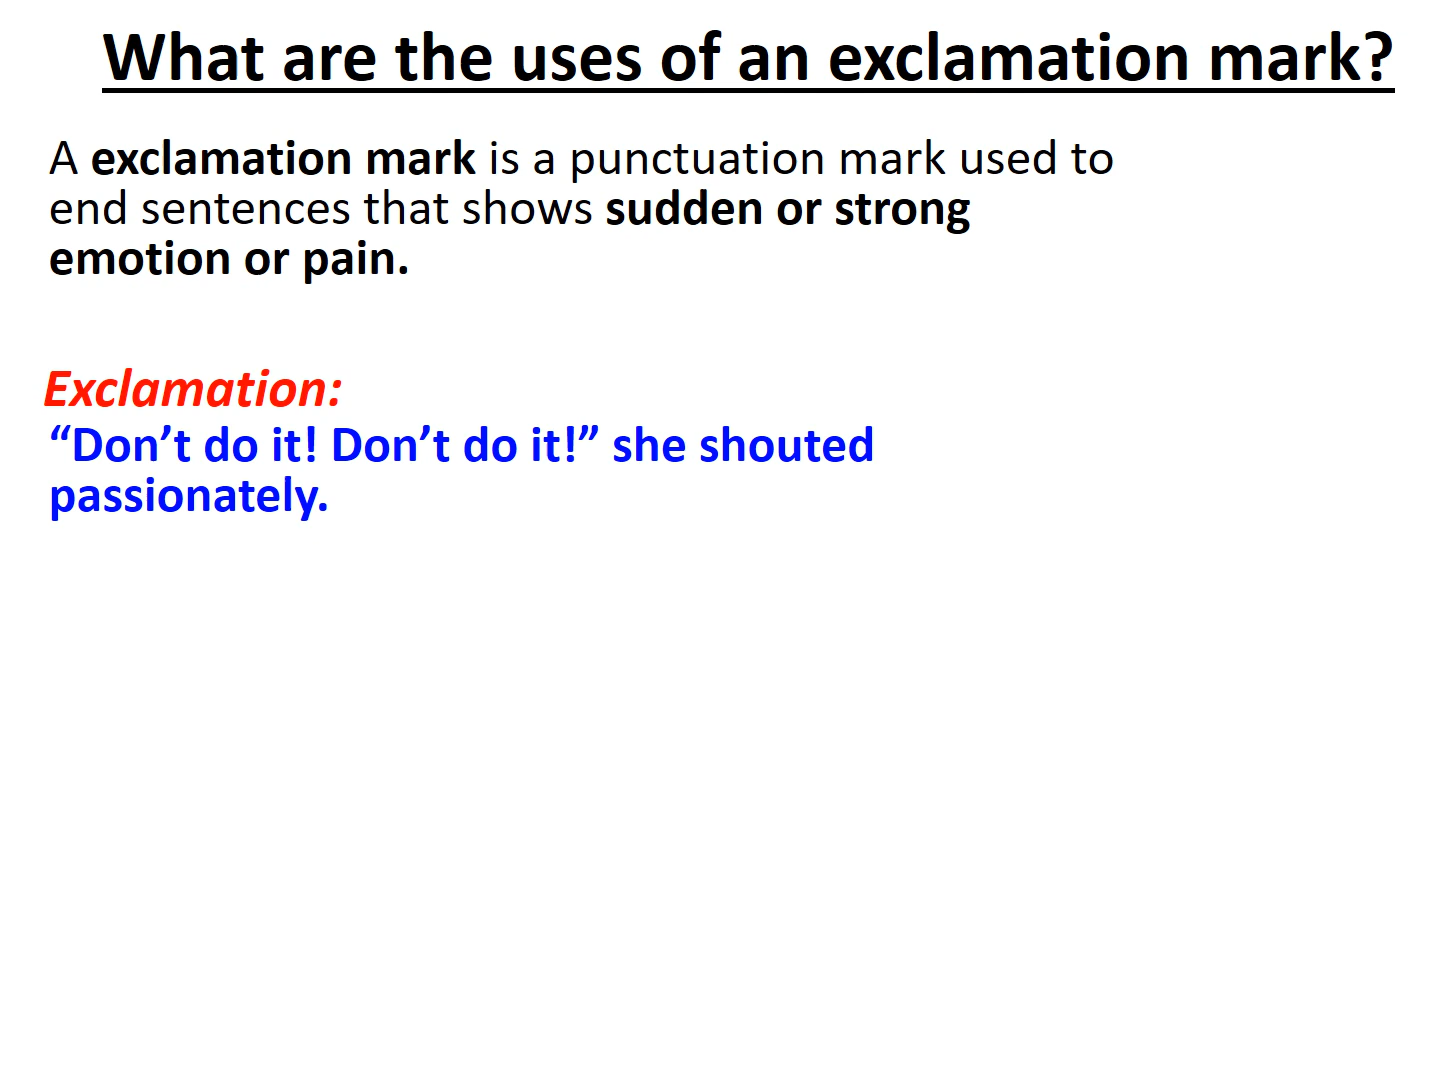 What are the uses of an exclamation mark?
A exclamation mark is a punctuation mark used to
end sentences that shows sudden or strong
emotion or pain.
Exclamation:
“Don’t do it! Don’t do it!” she shouted
passionately.